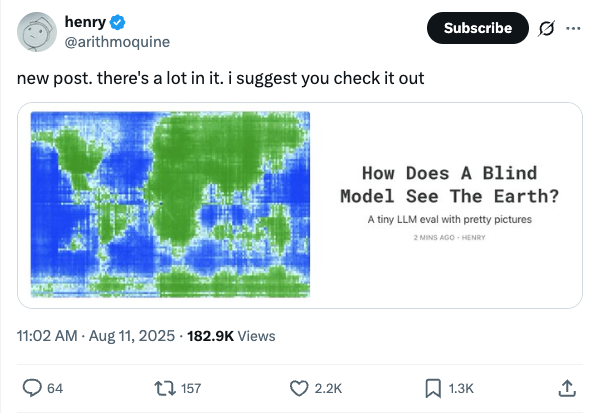 henry
@arithmoquine
Subscribe
new post. there's a lot in it. i suggest you check it out
How Does A Blind
Model See The Earth?
A tiny LLM eval with pretty pictures
2 MINS AGO · HENRY
11:02 AM · Aug 11, 2025 · 182.9K Views
64 157 2.2K 1.3K